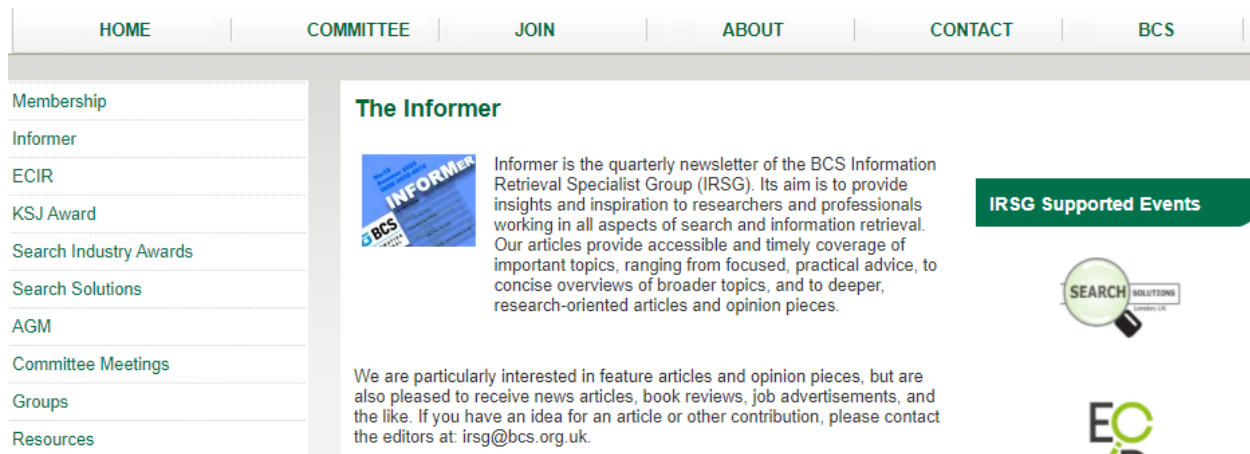 HOME COMMITTEE JOIN ABOUT CONTACT BCS
Membership
Informer
ECIR
KSJ Award
Search Industry Awards
Search Solutions
AGM
Committee Meetings
Groups
Resources
The Informer
INFORMER
BCS
Informer is the quarterly newsletter of the BCS Information
Retrieval Specialist Group (IRSG). Its aim is to provide
insights and inspiration to researchers and professionals
working in all aspects of search and information retrieval.
Our articles provide accessible and timely coverage of
important topics, ranging from focused, practical advice, to
concise overviews of broader topics, and to deeper,
research-oriented articles and opinion pieces.
We are particularly interested in feature articles and opinion pieces, but are
also pleased to receive news articles, book reviews, job advertisements, and
the like. If you have an idea for an article or other contribution, please contact
the editors at: irsg@bcs.org.uk.
IRSG Supported Events
SEARCH SOLUTIONS
London, UK
EC